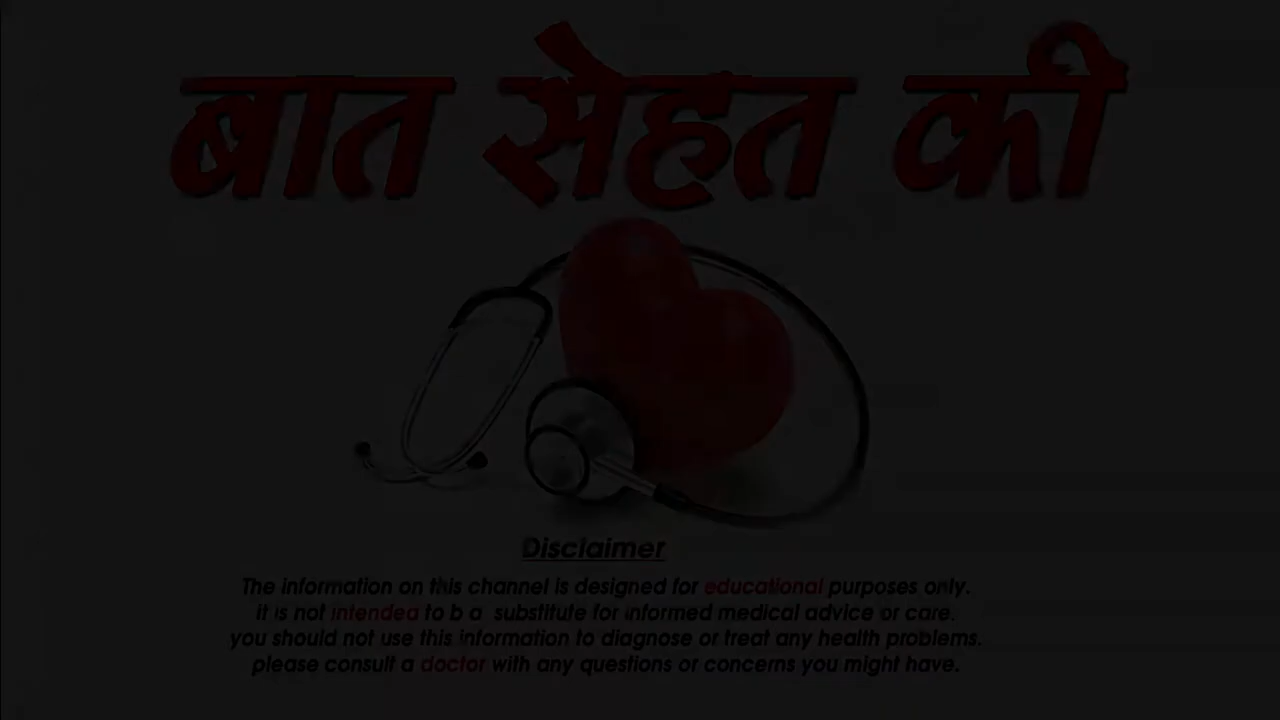 बात सेहत की
Disclaimer
The information on this channel is designed for educational purposes only.
it is not intended to b a substitute for informed medical advice or care.
you should not use this information to diagnose or treat any health problems.
please consult a doctor with any questions or concerns you might have.